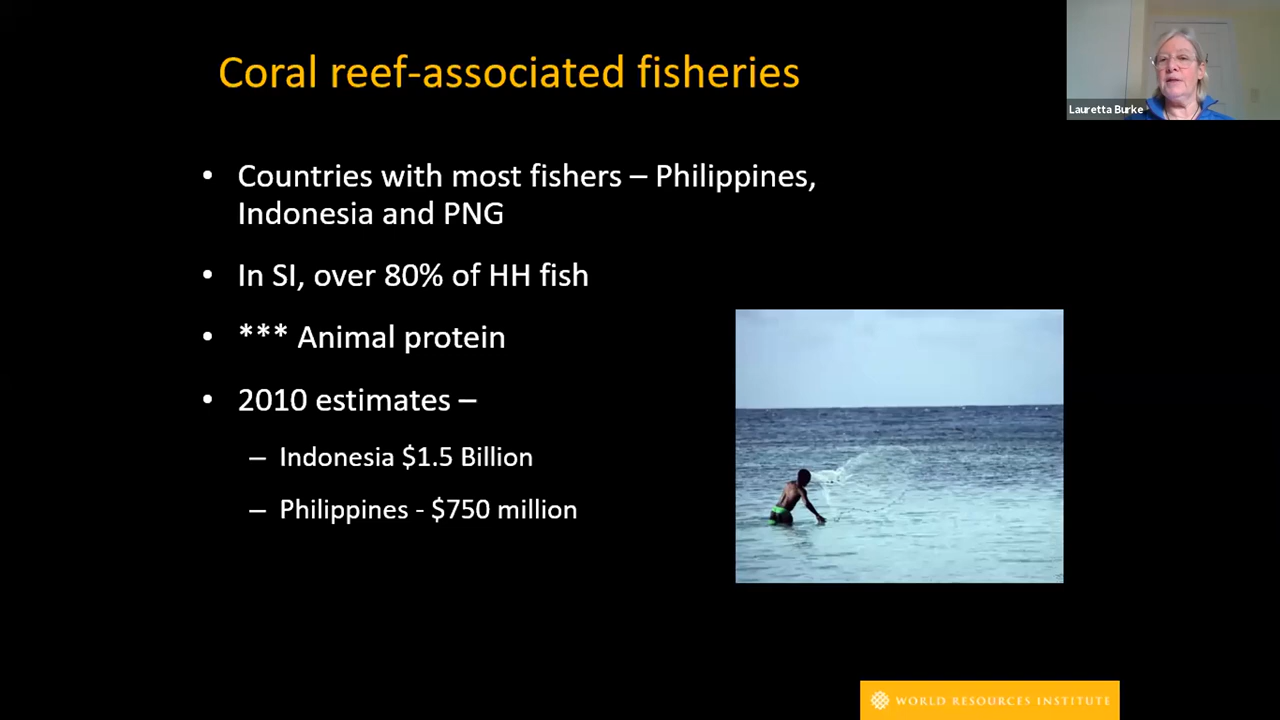 Coral reef-associated fisheries
Lauretta Burke
• Countries with most fishers – Philippines,
Indonesia and PNG
• In SI, over 80% of HH fish
• *** Animal protein
• 2010 estimates –
– Indonesia $1.5 Billion
– Philippines - $750 million
WORLD RESOURCES INSTITUTE